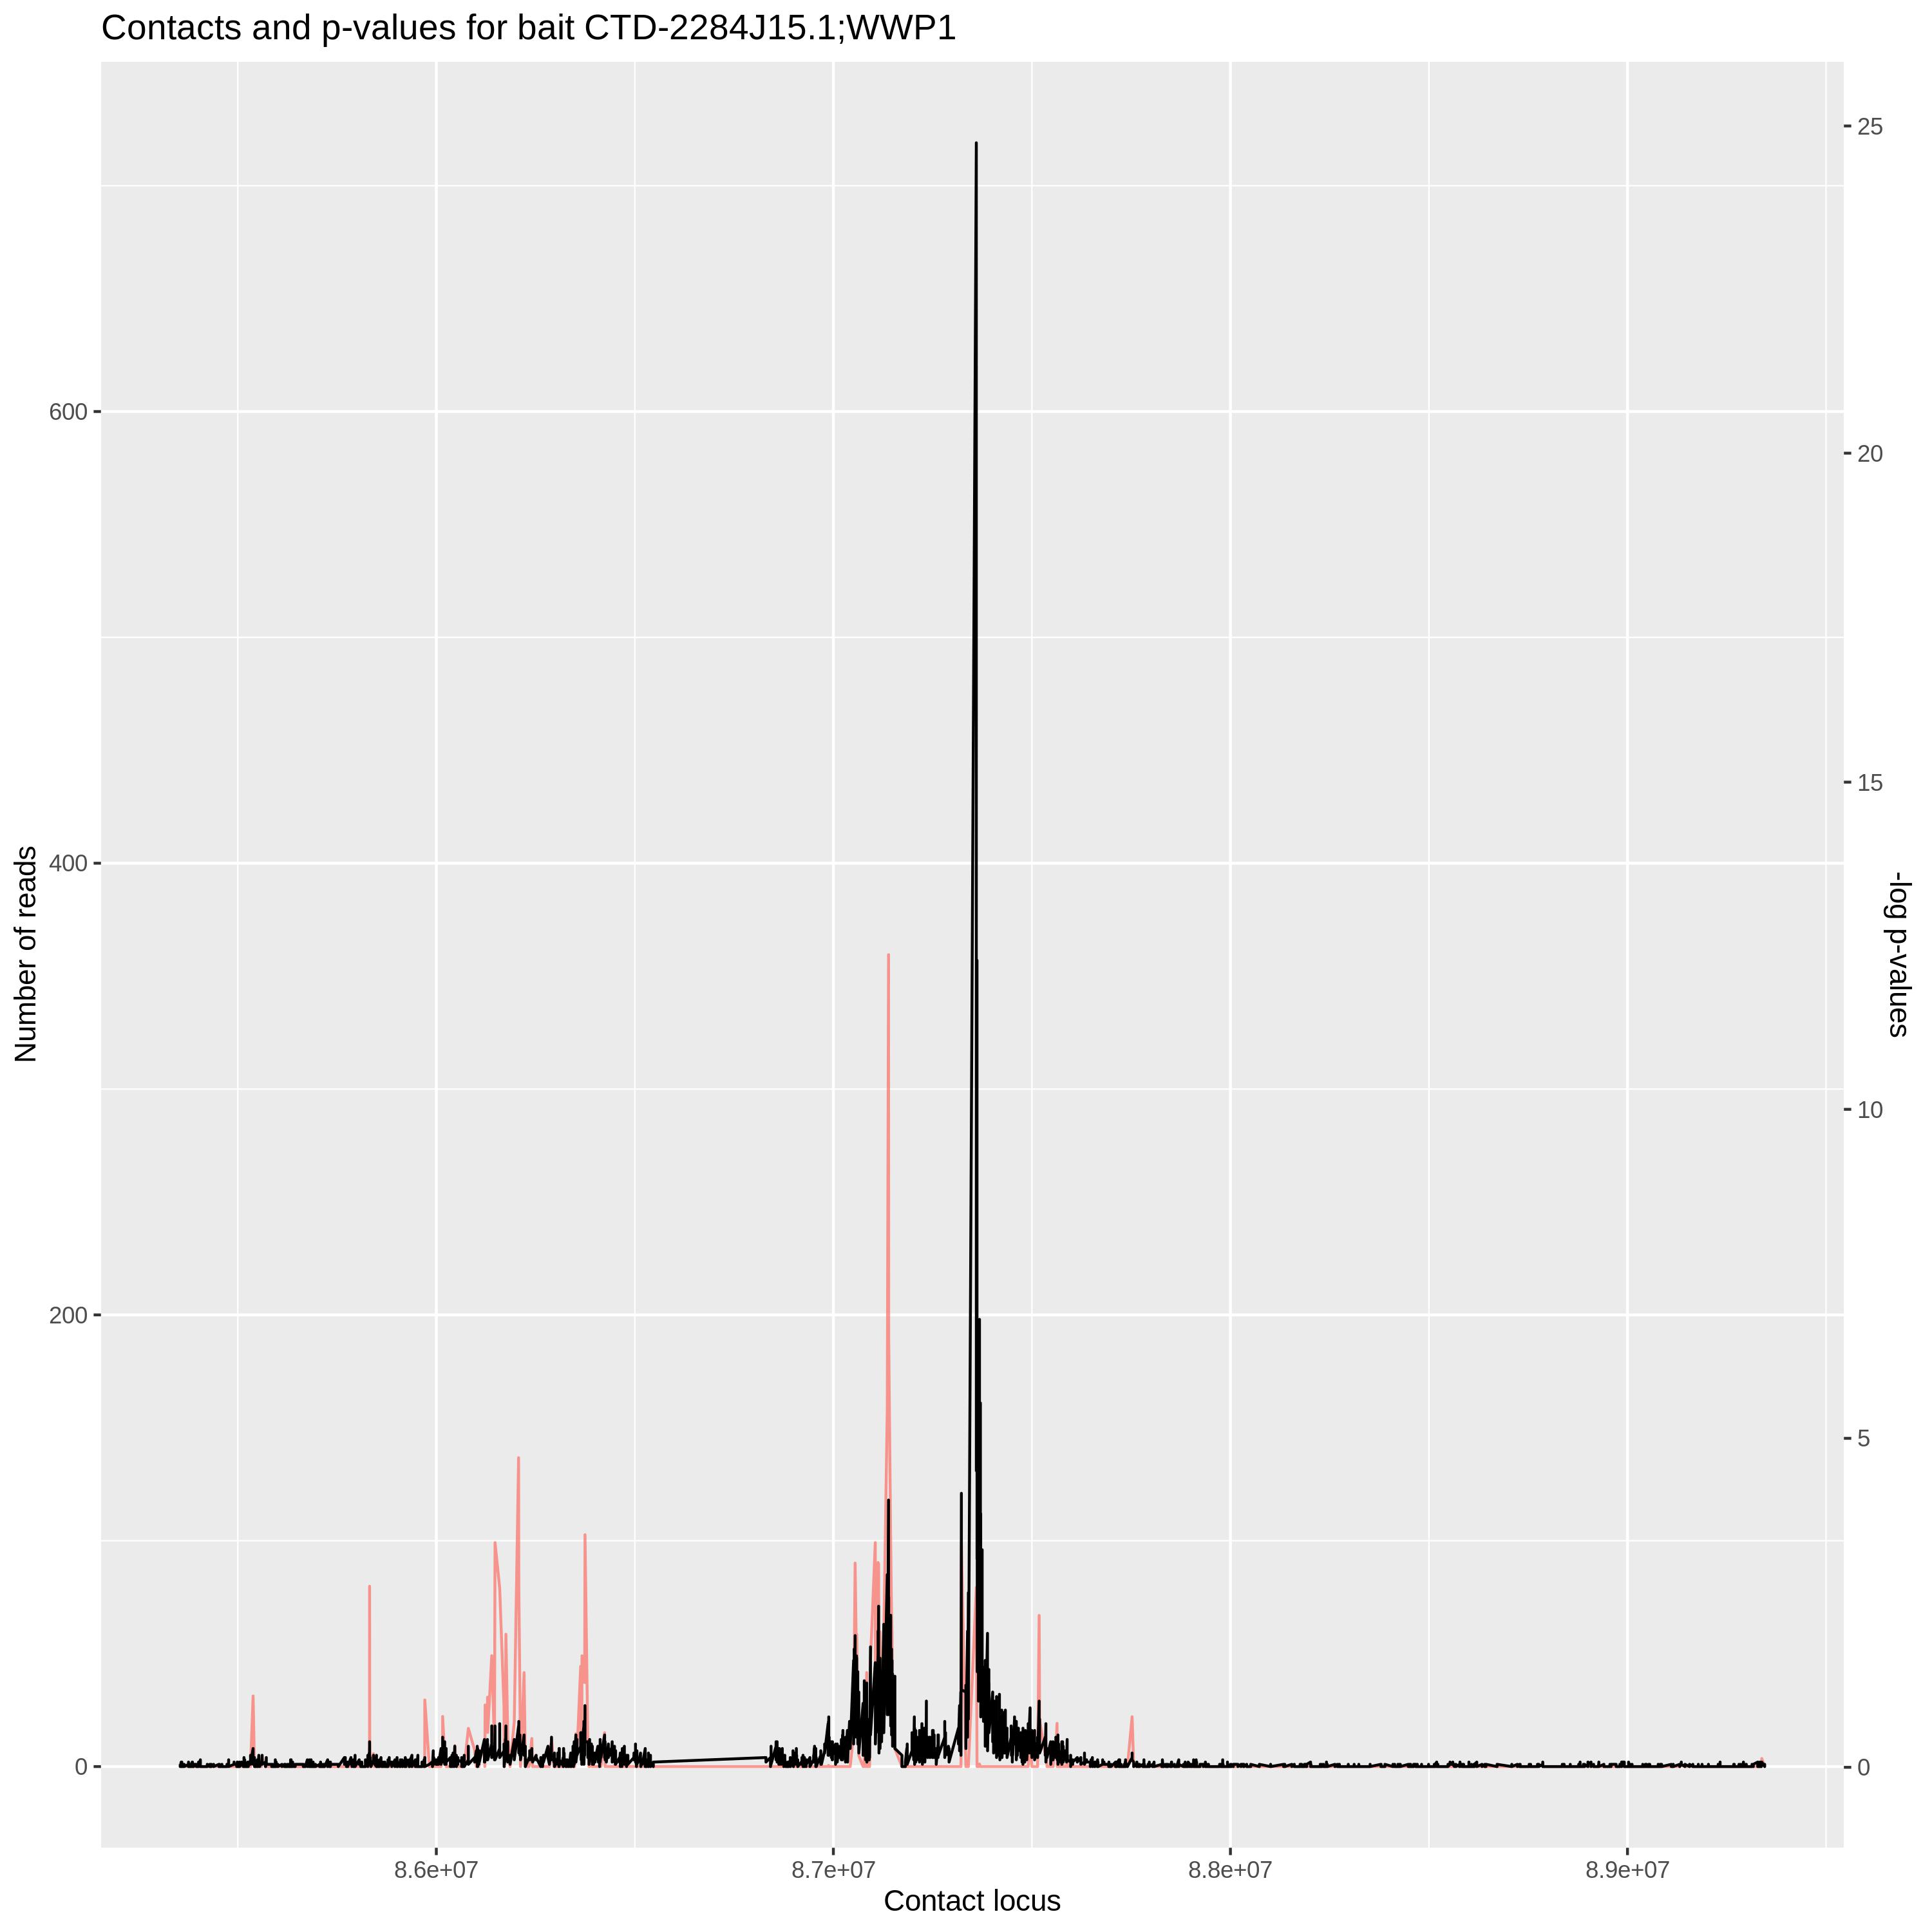 Contacts and p-values for bait CTD-2284J15.1;WWP1
Number of reads
600
400
200
0
25
20
15
10
5
0
-log p-values
8.6e+07
8.7e+07
8.8e+07
8.9e+07
Contact locus